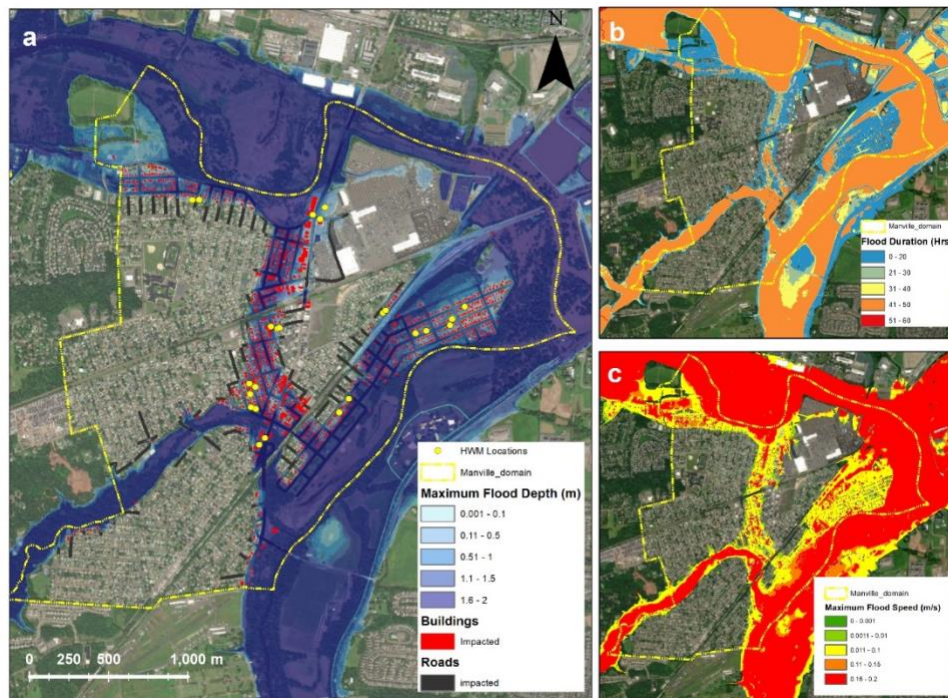 a
N
HWM Locations
Manville_domain
Maximum Flood Depth (m)
0.001 - 0.1
0.11 - 0.5
0.51 - 1
1.1 - 1.5
1.6 - 2
Buildings
Impacted
Roads
impacted
0 250 500 1,000 m
b
Manville_domain
Flood Duration (Hrs)
0 - 20
21 - 30
31 - 40
41 - 50
51 - 60
c
Manville_domain
Maximum Flood Speed (m/s)
0 - 0.001
0.0011 - 0.01
0.011 - 0.1
0.11 - 0.15
0.16 - 0.2